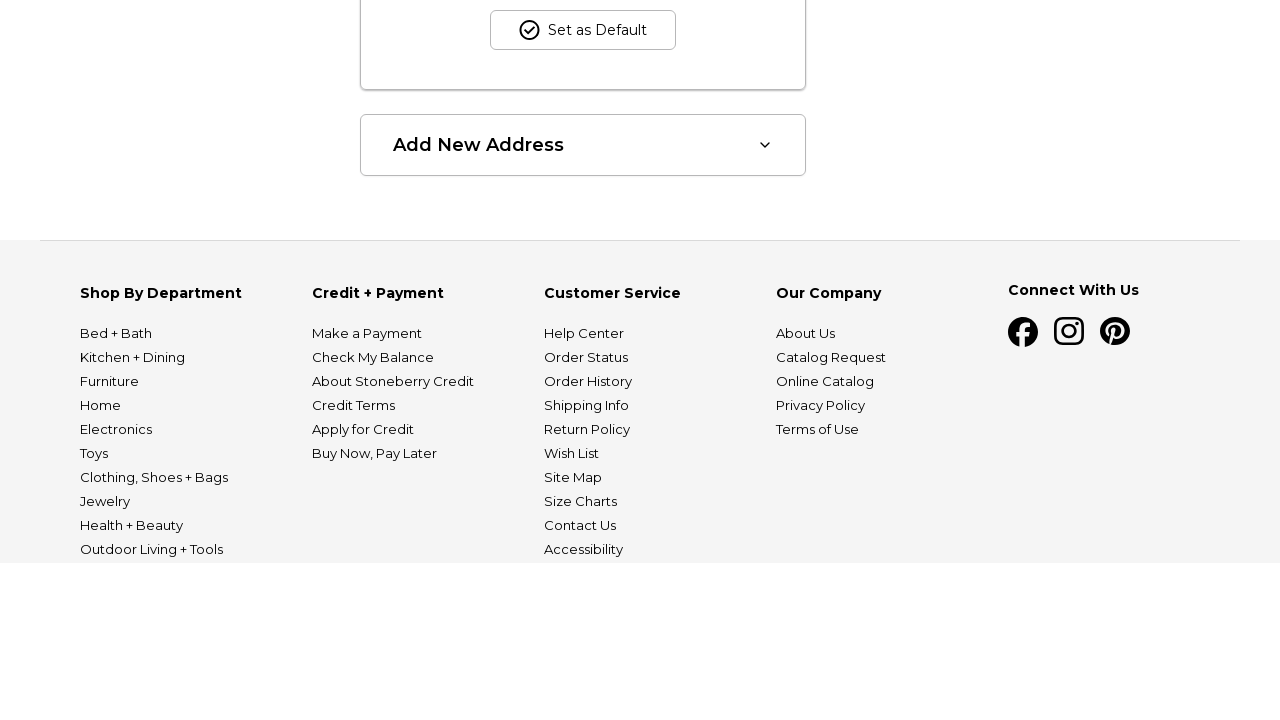 Set as Default
Add New Address
Shop By Department
Bed + Bath
Kitchen + Dining
Furniture
Home
Electronics
Toys
Clothing, Shoes + Bags
Jewelry
Health + Beauty
Outdoor Living + Tools
Credit + Payment
Make a Payment
Check My Balance
About Stoneberry Credit
Credit Terms
Apply for Credit
Buy Now, Pay Later
Customer Service
Help Center
Order Status
Order History
Shipping Info
Return Policy
Wish List
Site Map
Size Charts
Contact Us
Accessibility
Our Company
About Us
Catalog Request
Online Catalog
Privacy Policy
Terms of Use
Connect With Us